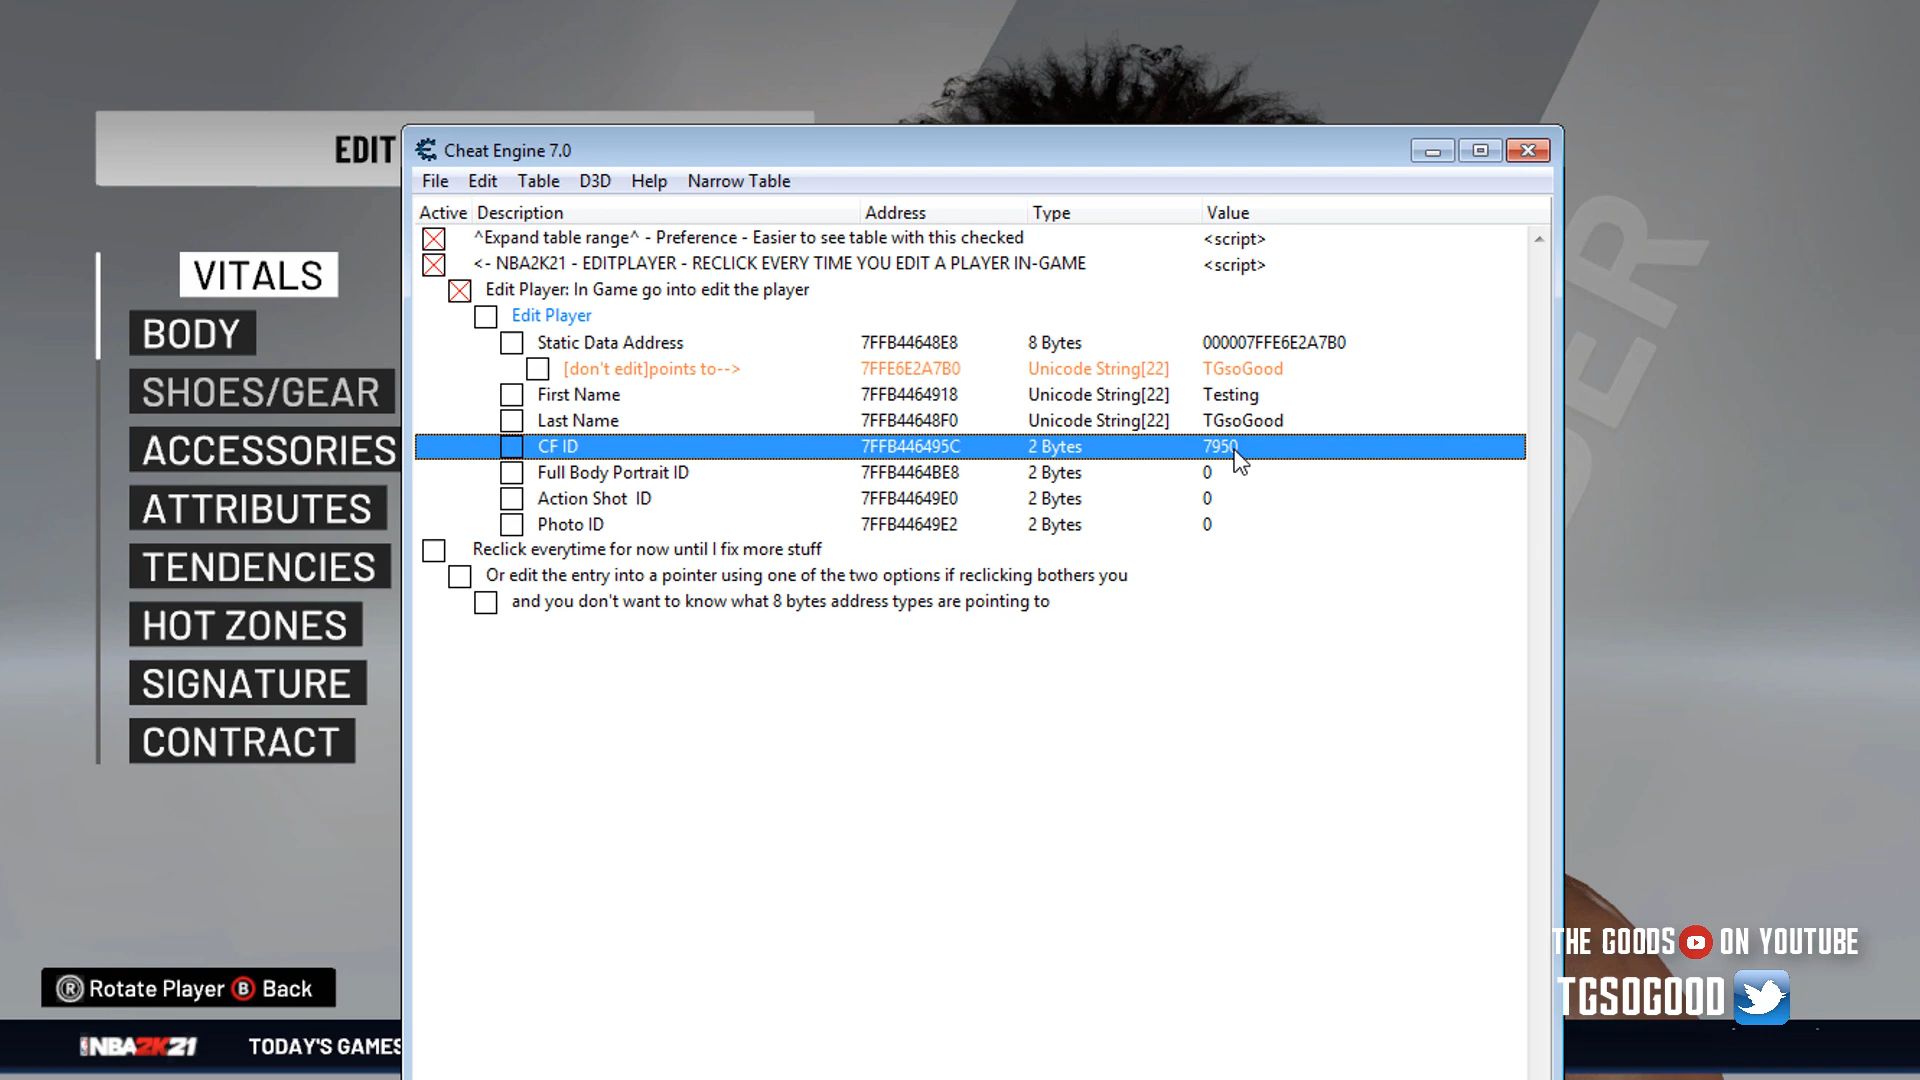 EDIT
Cheat Engine 7.0
File Edit Table D3D Help Narrow Table
Active Description Address Type Value
^Expand table range^ - Preference - Easier to see table with this checked <script>
<- NBA2K21 - EDITPLAYER - RECLICK EVERY TIME YOU EDIT A PLAYER IN-GAME <script>
Edit Player: In Game go into edit the player
Edit Player
Static Data Address 7FFB44648E8 8 Bytes 000007FFE6E2A7B0
[don't edit]points to--> 7FFE6E2A7B0 Unicode String[22] TGsoGood
First Name 7FFB4464918 Unicode String[22] Testing
Last Name 7FFB44648F0 Unicode String[22] TGsoGood
CF ID 7FFB446495C 2 Bytes 7950
Full Body Portrait ID 7FFB4464BE8 2 Bytes 0
Action Shot ID 7FFB44649E0 2 Bytes 0
Photo ID 7FFB44649E2 2 Bytes 0
Reclick everytime for now until I fix more stuff
Or edit the entry into a pointer using one of the two options if reclicking bothers you
and you don't want to know what 8 bytes address types are pointing to
VITALS
BODY
SHOES/GEAR
ACCESSORIES
ATTRIBUTES
TENDENCIES
HOT ZONES
SIGNATURE
CONTRACT
DER
THE GOODS ON YOUTUBE
TGSOGOOD
R Rotate Player B Back
NBA2K21 TODAY'S GAMES